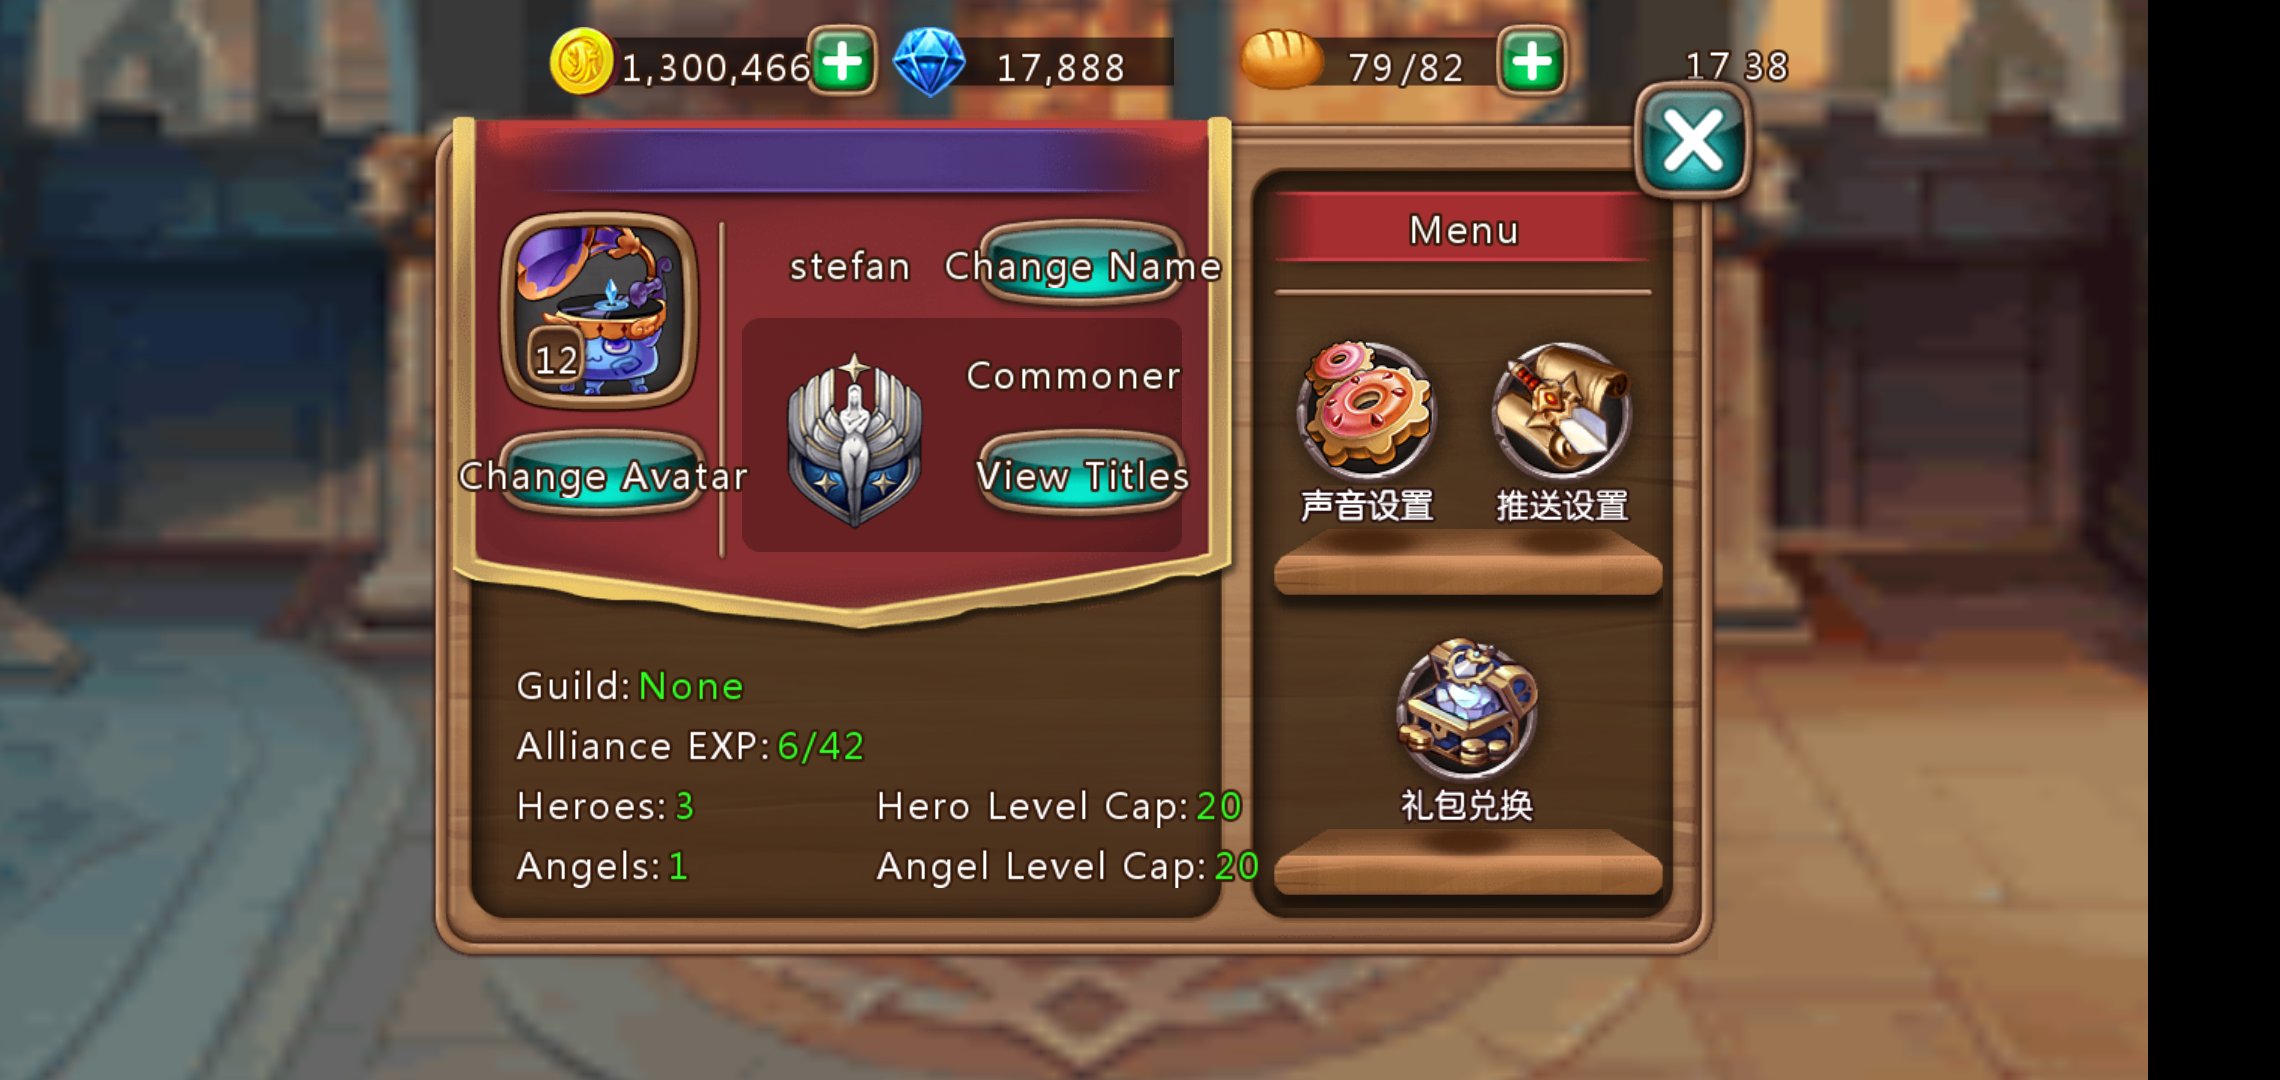 1,300,466
17,888
79/82
17 38
stefan
Change Name
12
Commoner
Change Avatar
View Titles
Guild: None
Alliance EXP: 6/42
Heroes: 3
Hero Level Cap: 20
Angels: 1
Angel Level Cap: 20
Menu
声音设置
推送设置
礼包兑换